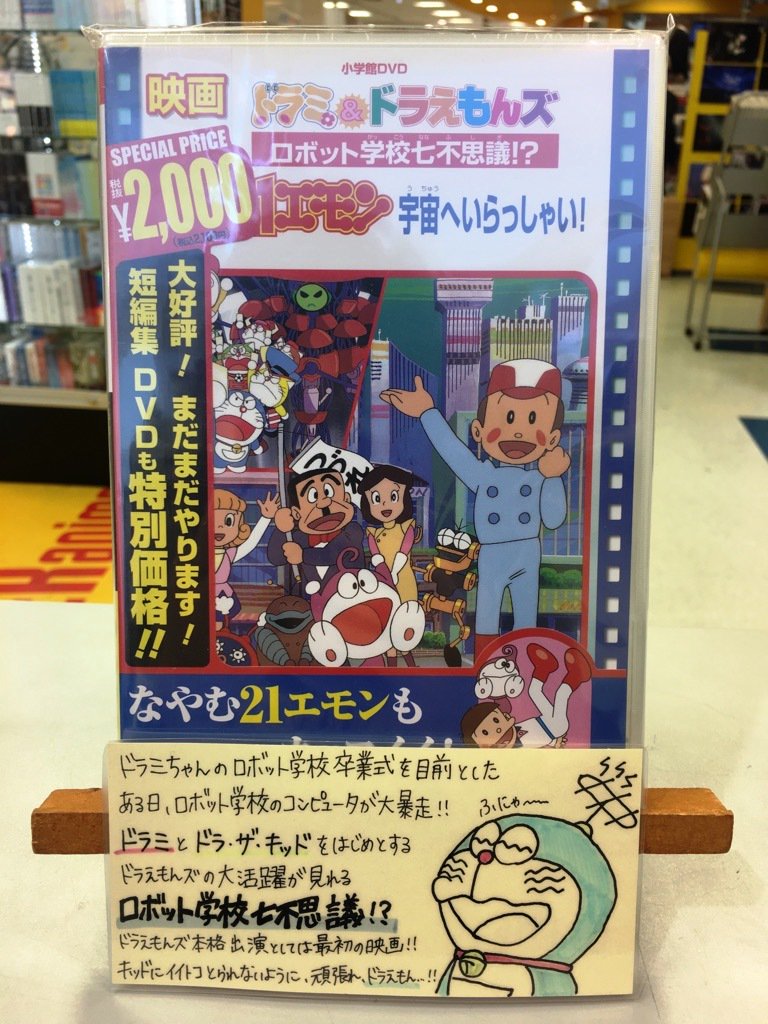 小学館DVD
映画
ドラミ&ドラえもんズ
ロボット学校七不思議!?
SPECIAL PRICE
税抜
¥2,000
21エモン 宇宙へいらっしゃい!
大好評! まだまだやります!
短編集DVDも特別価格!!
なやむ21エモンも
ドラミちゃんのロボット学校卒業式を目前とした
ある日、ロボット学校のコンピュータが大暴走!!
ふにゃ〜
ドラミとドラ・ザ・キッドをはじめとする
ドラえもんズの大活躍が見れる
ロボット学校七不思議!?
ドラえもんズ本格出演としては最初の映画!!
キッドにイイトコとられないように、頑張れ、ドラえもん…!!